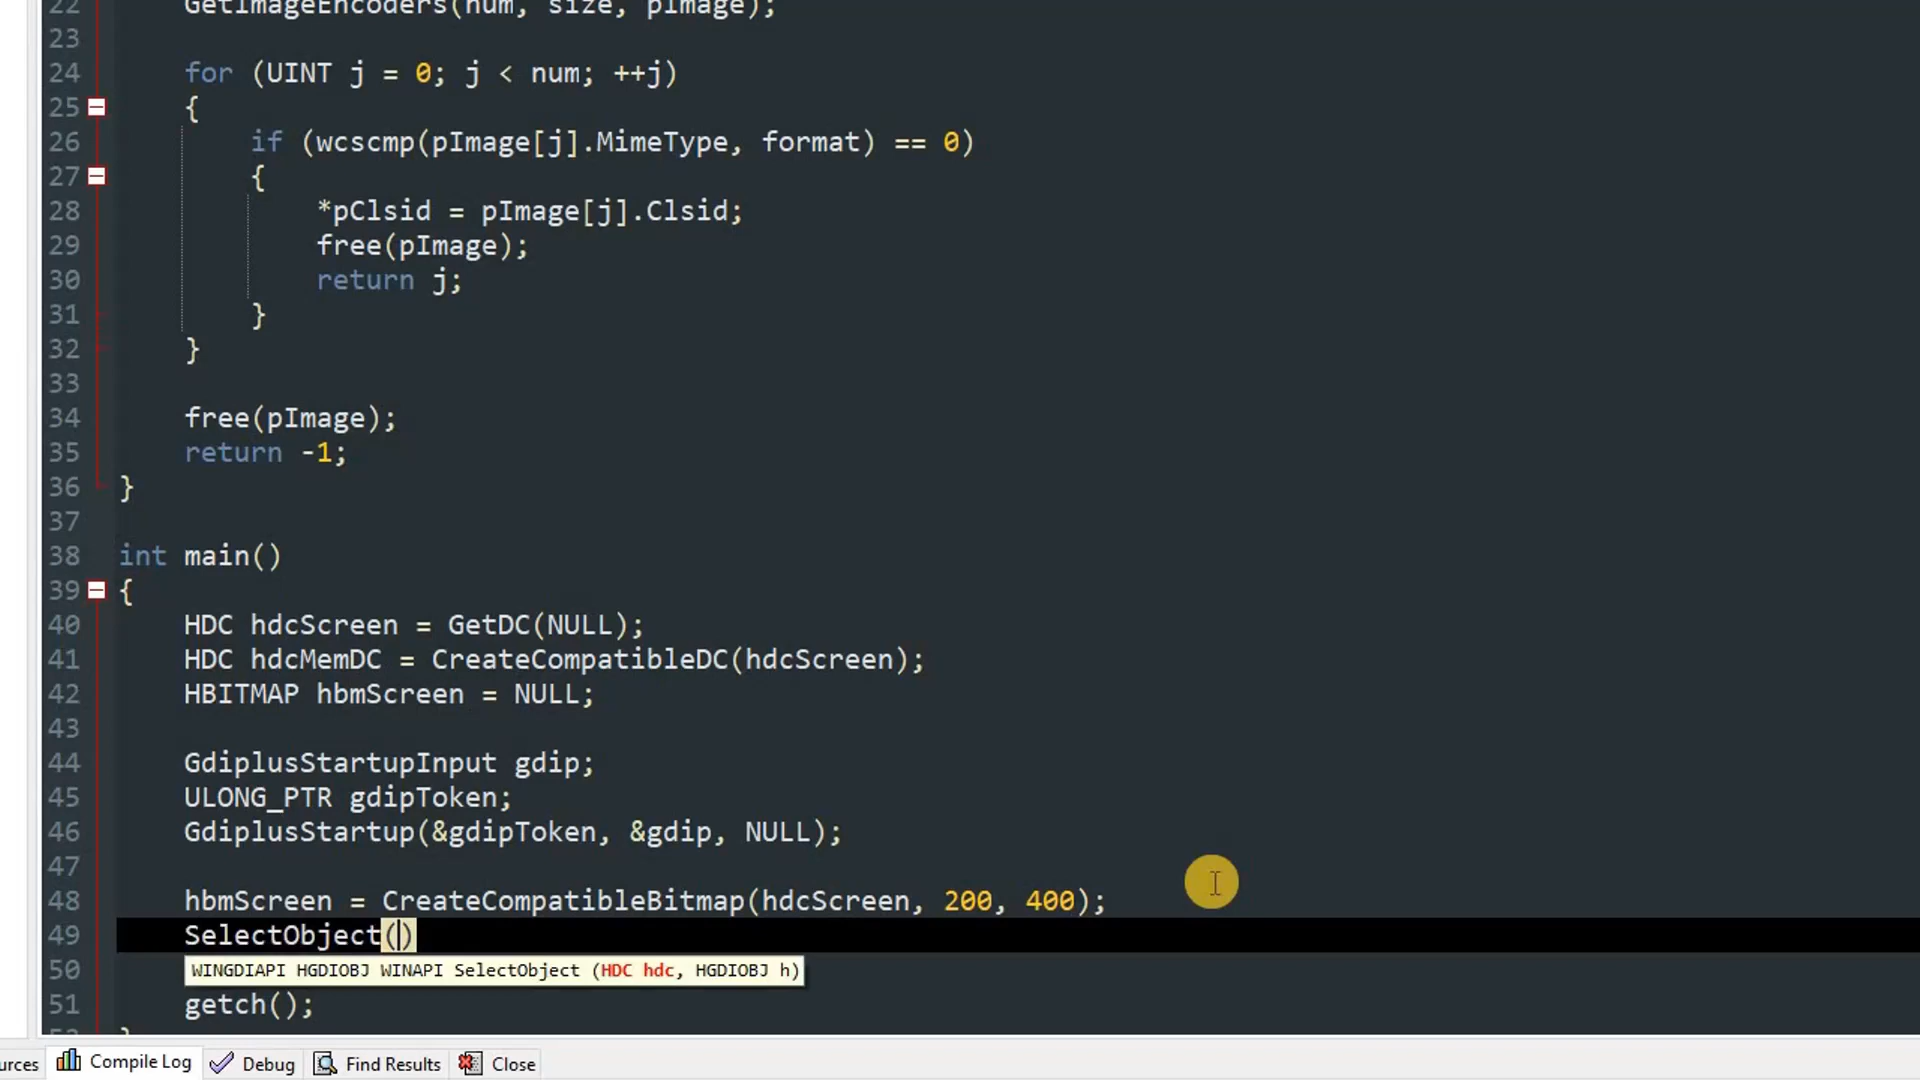 22 GetImageEncoders(num, size, pImage);
23
24 for (UINT j = 0; j < num; ++j)
25 {
26 if (wcscmp(pImage[j].MimeType, format) == 0)
27 {
28 *pClsid = pImage[j].Clsid;
29 free(pImage);
30 return j;
31 }
32 }
33
34 free(pImage);
35 return -1;
36 }
37
38 int main()
39 {
40 HDC hdcScreen = GetDC(NULL);
41 HDC hdcMemDC = CreateCompatibleDC(hdcScreen);
42 HBITMAP hbmScreen = NULL;
43
44 GdiplusStartupInput gdip;
45 ULONG_PTR gdipToken;
46 GdiplusStartup(&gdipToken, &gdip, NULL);
47
48 hbmScreen = CreateCompatibleBitmap(hdcScreen, 200, 400);
49 SelectObject()
50 WINGDIAPI HGDIOBJ WINAPI SelectObject (HDC hdc, HGDIOBJ h)
51 getch();
urces Compile Log Debug Find Results Close